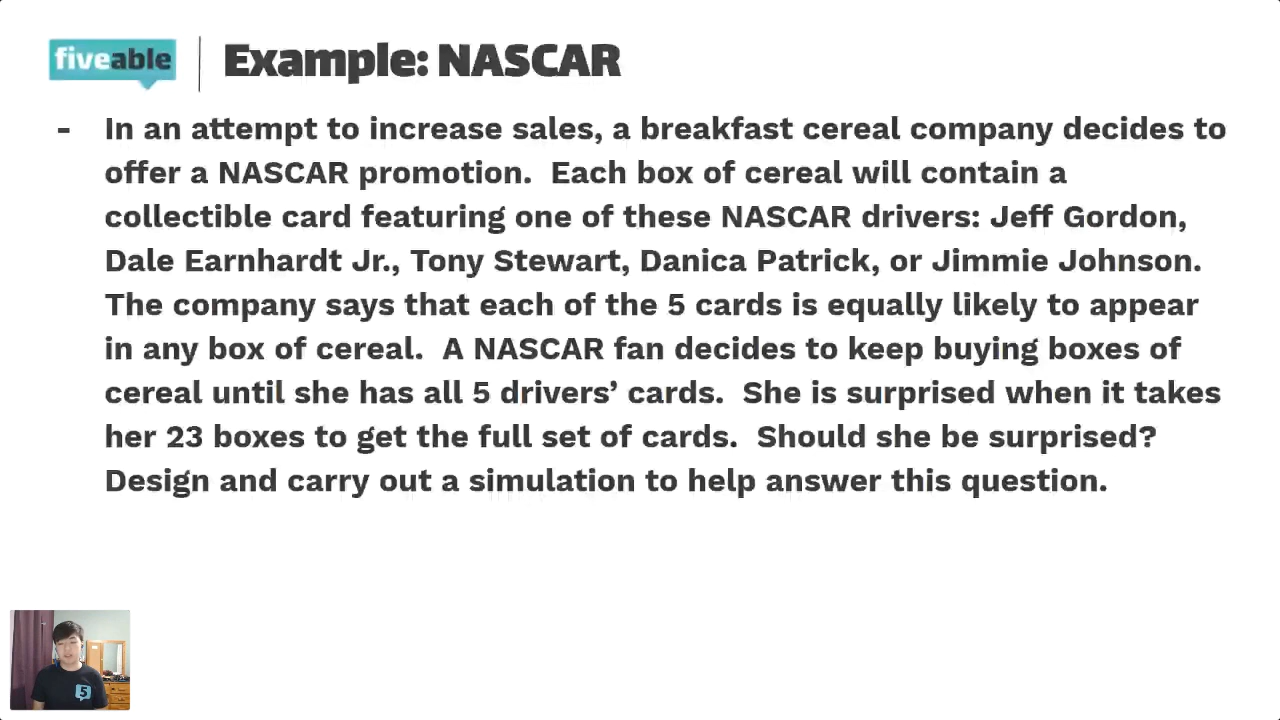 fiveable
Example: NASCAR
- In an attempt to increase sales, a breakfast cereal company decides to
offer a NASCAR promotion. Each box of cereal will contain a
collectible card featuring one of these NASCAR drivers: Jeff Gordon,
Dale Earnhardt Jr., Tony Stewart, Danica Patrick, or Jimmie Johnson.
The company says that each of the 5 cards is equally likely to appear
in any box of cereal. A NASCAR fan decides to keep buying boxes of
cereal until she has all 5 drivers’ cards. She is surprised when it takes
her 23 boxes to get the full set of cards. Should she be surprised?
Design and carry out a simulation to help answer this question.
5